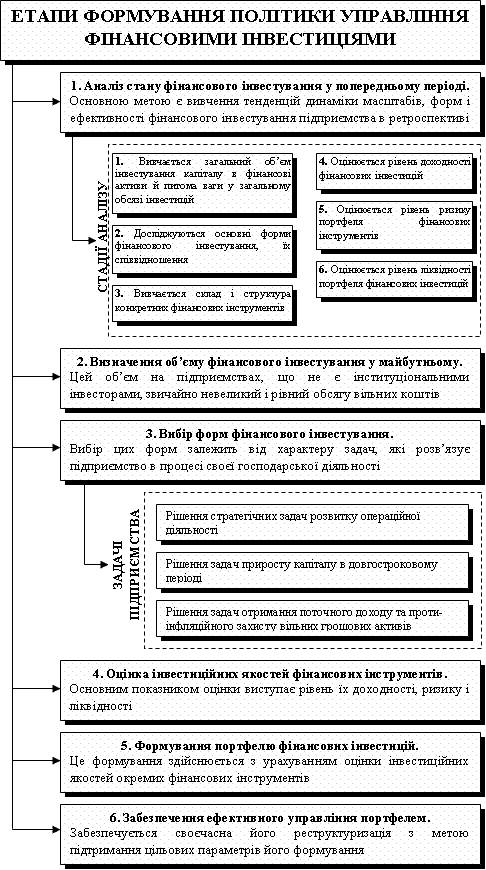 ЕТАПИ ФОРМУВАННЯ ПОЛІТИКИ УПРАВЛІННЯ
ФІНАНСОВИМИ ІНВЕСТИЦІЯМИ
1. Аналіз стану фінансового інвестування у попередньому періоді.
Основною метою є вивчення тенденцій динаміки масштабів, форм і
ефективності фінансового інвестування підприємства в ретроспективі
СТАДІЇ АНАЛІЗУ
1. Вивчається загальний об’єм
інвестування капіталу в фінансові
активи й питома ваги у загальному
обсязі інвестицій
2. Досліджуються основні форми
фінансового інвестування, їх
співвідношення
3. Вивчається склад і структура
конкретних фінансових інструментів
4. Оцінюється рівень доходності
фінансових інвестицій
5. Оцінюється рівень ризику
портфеля фінансових
інструментів
6. Оцінюється рівень ліквідності
портфеля фінансових інвестицій
2. Визначення об’єму фінансового інвестування у майбутньому.
Цей об’єм на підприємствах, що не є інституціональними
інвесторами, звичайно невеликий і рівний обсягу вільних коштів
3. Вибір форм фінансового інвестування.
Вибір цих форм залежить від характеру задач, які розв’язує
підприємство в процесі своєї господарської діяльності
ЗАДАЧІ
ПІДПРИЄМСТВА
Рішення стратегічних задач розвитку операційної
діяльності
Рішення задач приросту капіталу в довгостроковому
періоді
Рішення задач отримання поточного доходу та проти-
інфляційного захисту вільних грошових активів
4. Оцінка інвестиційних якостей фінансових інструментів.
Основним показником оцінки виступає рівень їх доходності, ризику і
ліквідності
5. Формування портфелю фінансових інвестицій.
Це формування здійснюється з урахуванням оцінки інвестиційних
якостей окремих фінансових інструментів
6. Забезпечення ефективного управління портфелем.
Забезпечується своєчасна його реструктуризація з метою
підтримання цільових параметрів його формування